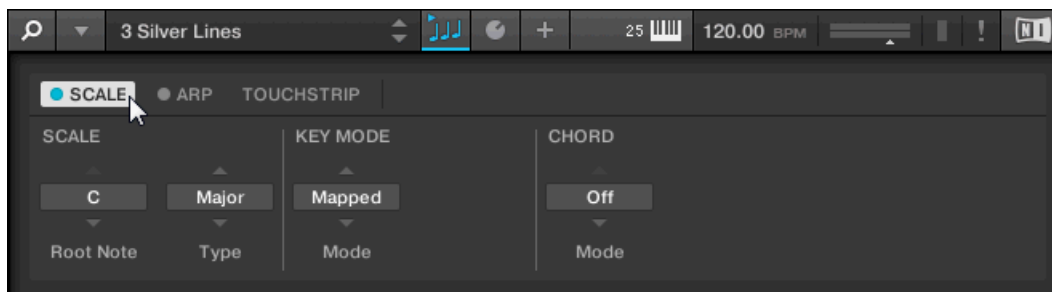 3 Silver Lines 25 120.00 BPM ! NI
SCALE ARP TOUCHSTRIP
SCALE KEY MODE CHORD
C Major Mapped Off
Root Note Type Mode Mode